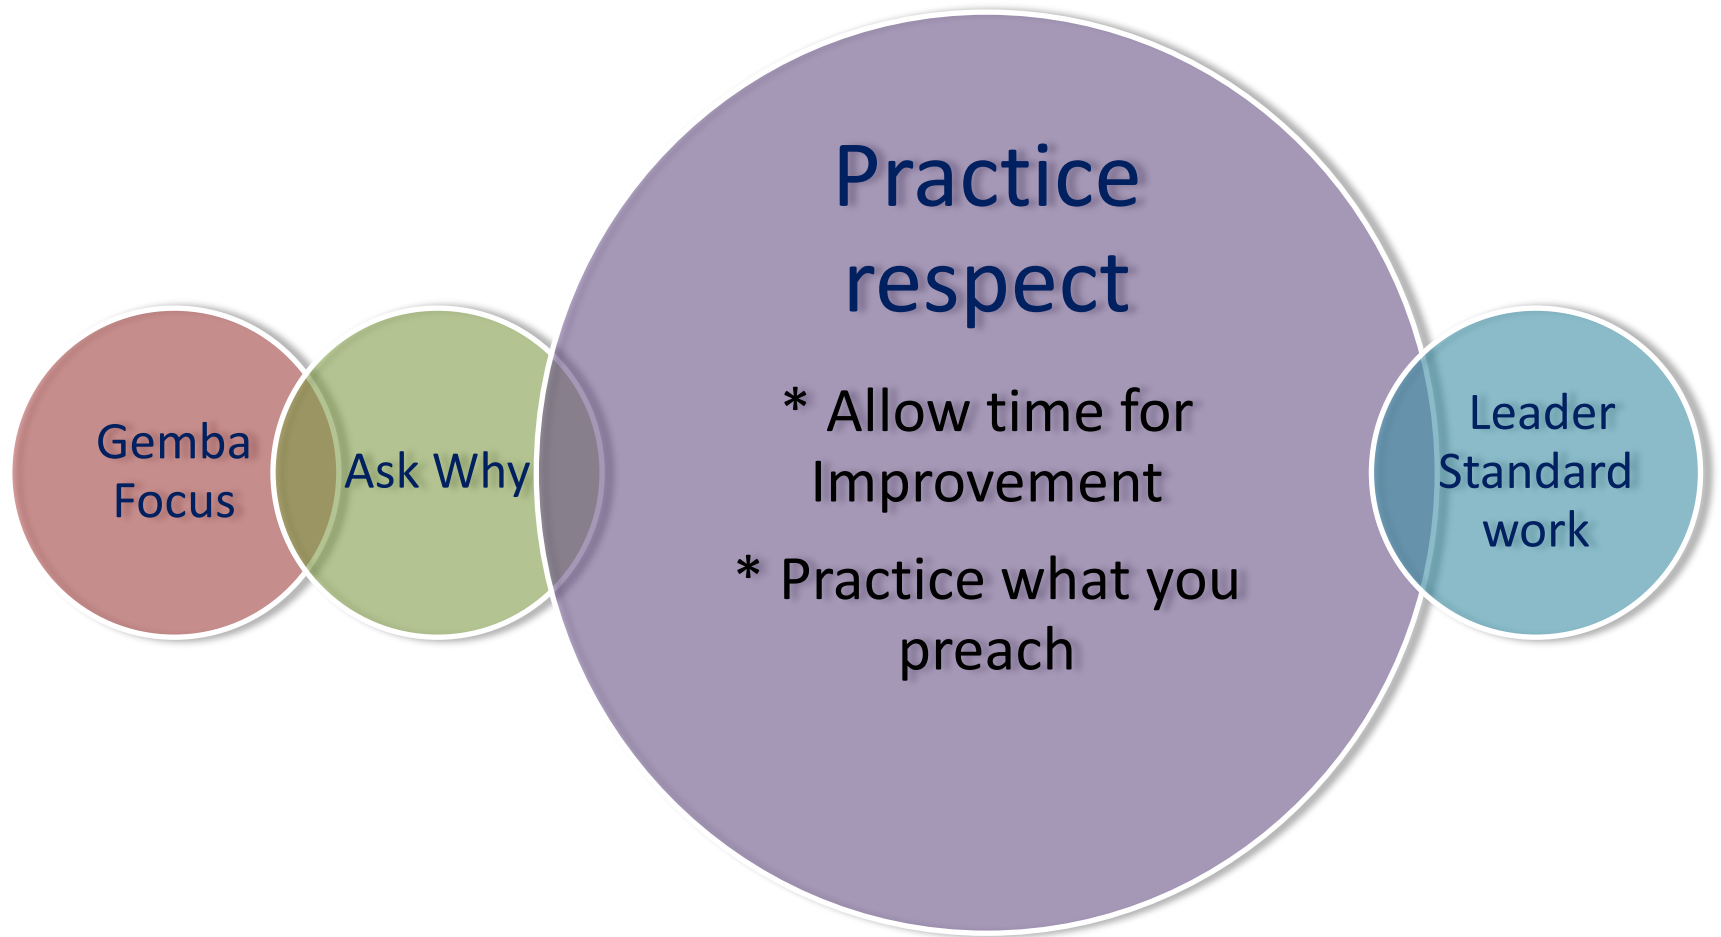 Gemba
Focus
Ask Why
Practice
respect
* Allow time for
Improvement
* Practice what you
preach
Leader
Standard
work